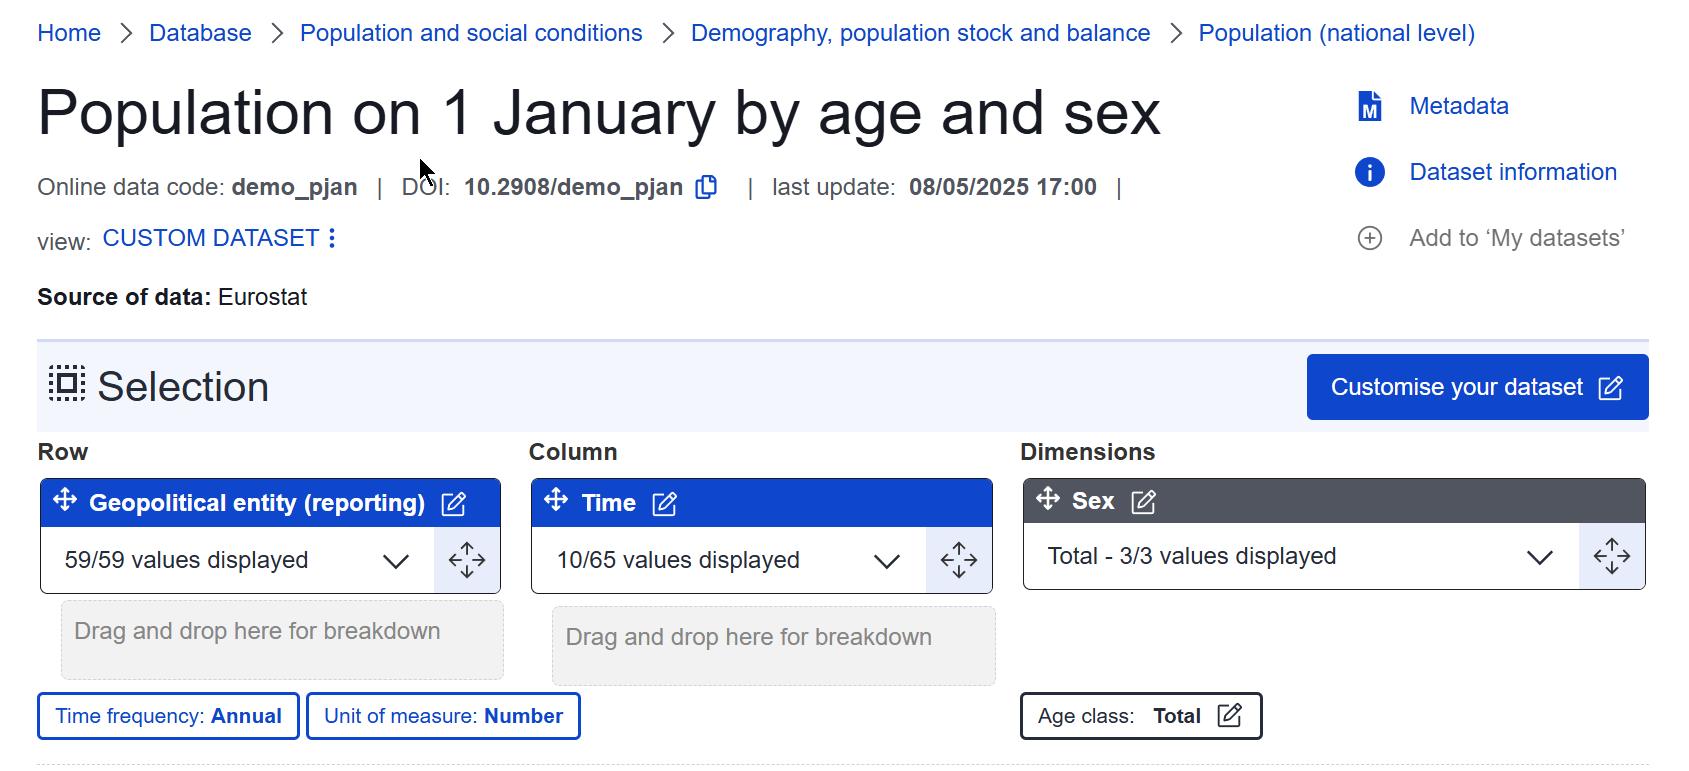 Home > Database > Population and social conditions > Demography, population stock and balance > Population (national level)
Population on 1 January by age and sex
Metadata
Online data code: demo_pjan | DOI: 10.2908/demo_pjan | last update: 08/05/2025 17:00 |
Dataset information
view: CUSTOM DATASET
Add to ‘My datasets’
Source of data: Eurostat
Selection
Customise your dataset
Row Column Dimensions
Geopolitical entity (reporting) Time Sex
59/59 values displayed 10/65 values displayed Total - 3/3 values displayed
Drag and drop here for breakdown Drag and drop here for breakdown
Time frequency: Annual Unit of measure: Number Age class: Total